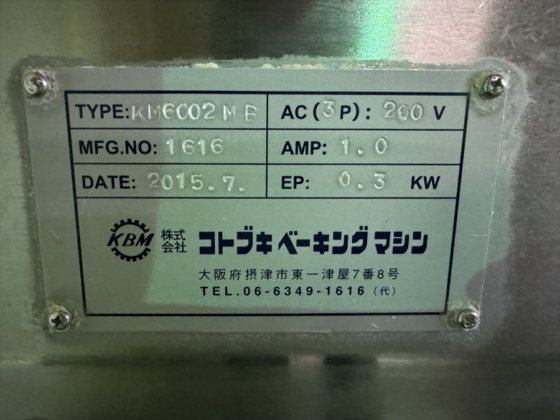 TYPE: KM6002MB AC(3P): 200 V
MFG.NO: 1616 AMP: 1.0
DATE: 2015.7. EP: 0.3 KW
KBM 株式会社 コトブキベーキングマシン
大阪府摂津市東一津屋7番8号
TEL.06-6349-1616(代)